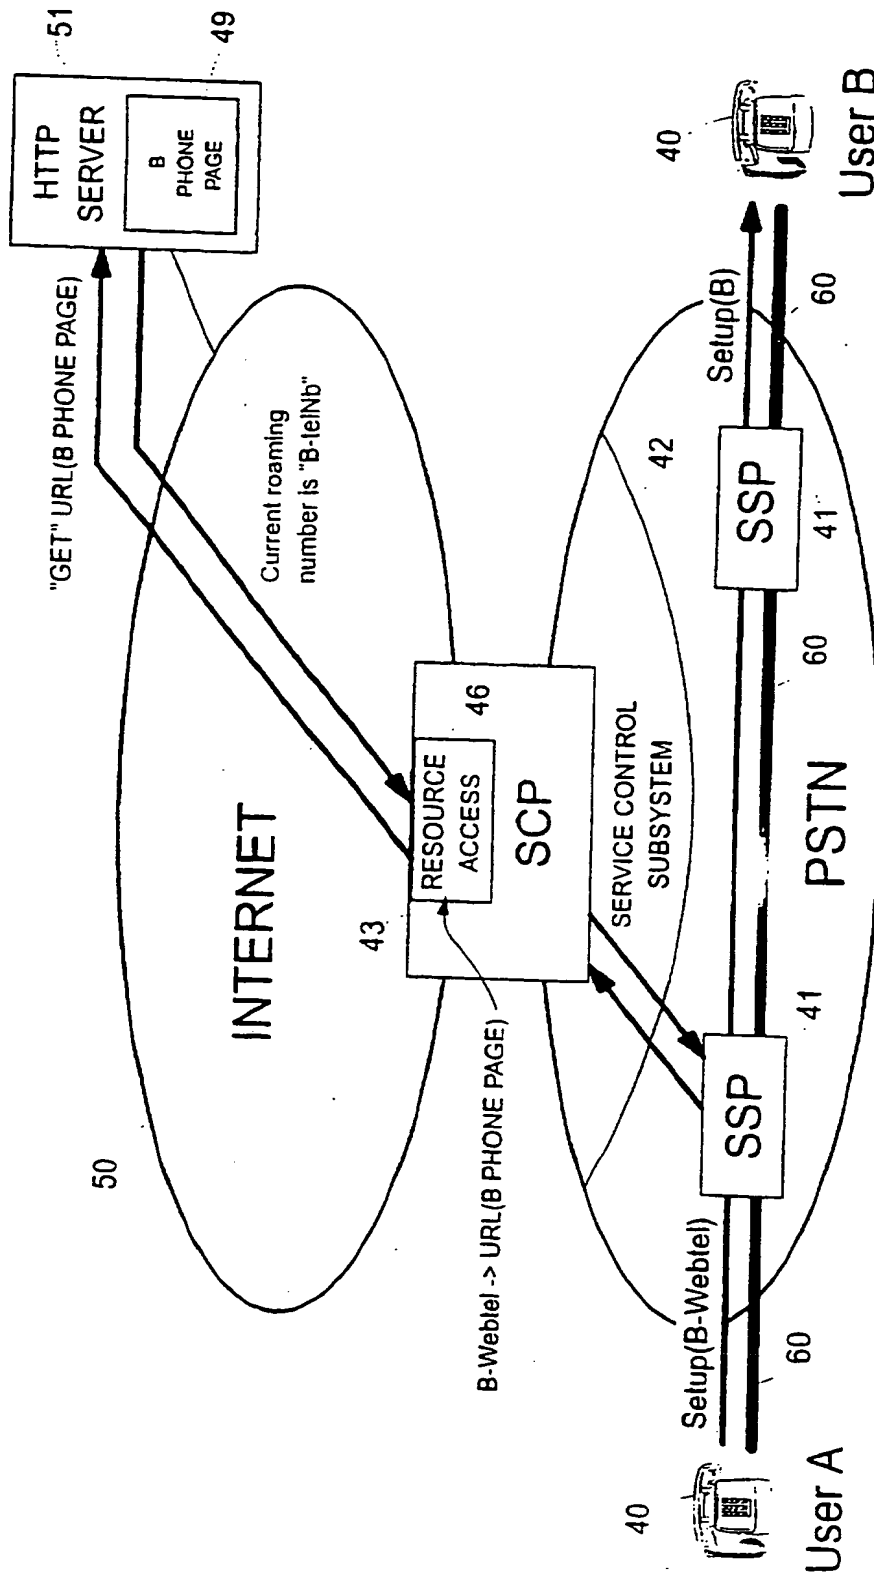 51
49
HTTP
SERVER
B
PHONE
PAGE
"GET" URL(B PHONE PAGE)
50
INTERNET
Current roaming
number is "B-telNb"
43
RESOURCE
ACCESS
46
SCP
B-Webtel -> URL(B PHONE PAGE)
SERVICE CONTROL
SUBSYSTEM
42
40
User A
Setup(B-Webtel)
60
SSP
41
PSTN
60
SSP
41
Setup(B)
60
40
User B